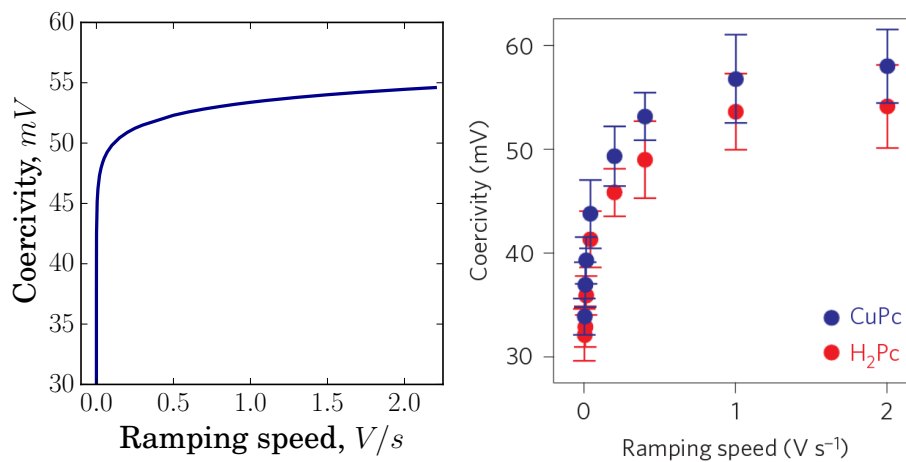 60
55
50
45
40
35
30
Coercivity, mV
0.0 0.5 1.0 1.5 2.0
Ramping speed, V/s
60
50
40
30
Coercivity (mV)
CuPc
H₂Pc
0 1 2
Ramping speed (V s⁻¹)